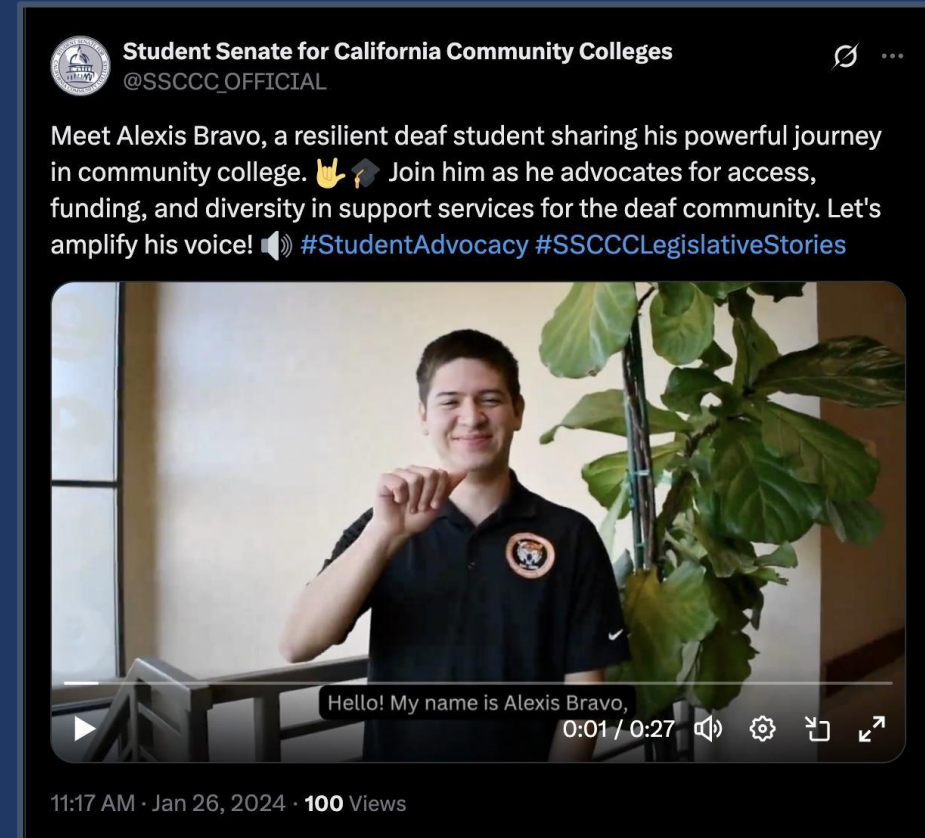 Student Senate for California Community Colleges
@SSCCC_OFFICIAL
Meet Alexis Bravo, a resilient deaf student sharing his powerful journey
in community college. 🤟🎓 Join him as he advocates for access,
funding, and diversity in support services for the deaf community. Let's
amplify his voice! 🔊 #StudentAdvocacy #SSCCCLegislativeStories
Hello! My name is Alexis Bravo,
0:01 / 0:27
11:17 AM · Jan 26, 2024 · 100 Views